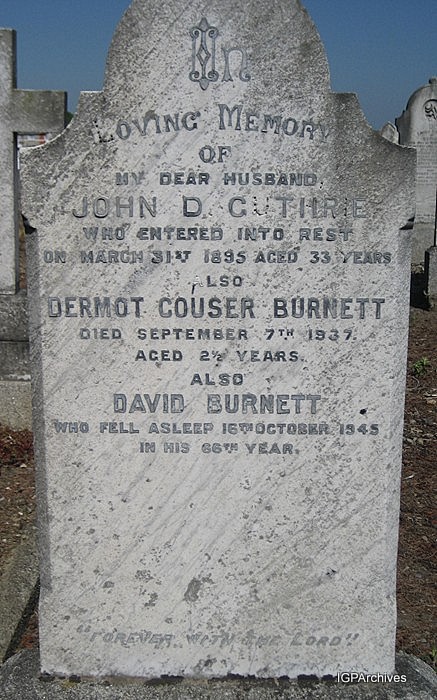 In
Loving Memory
OF
MY DEAR HUSBAND,
JOHN D. GUTHRIE
WHO ENTERED INTO REST
ON MARCH 31ST 1895 AGED 33 YEARS
ALSO
DERMOT COUSER BURNETT
DIED SEPTEMBER 7TH 1937.
AGED 2½ YEARS.
ALSO
DAVID BURNETT
WHO FELL ASLEEP 16TH OCTOBER 1945
IN HIS 66TH YEAR.
"FOREVER WITH THE LORD"
IGPArchives